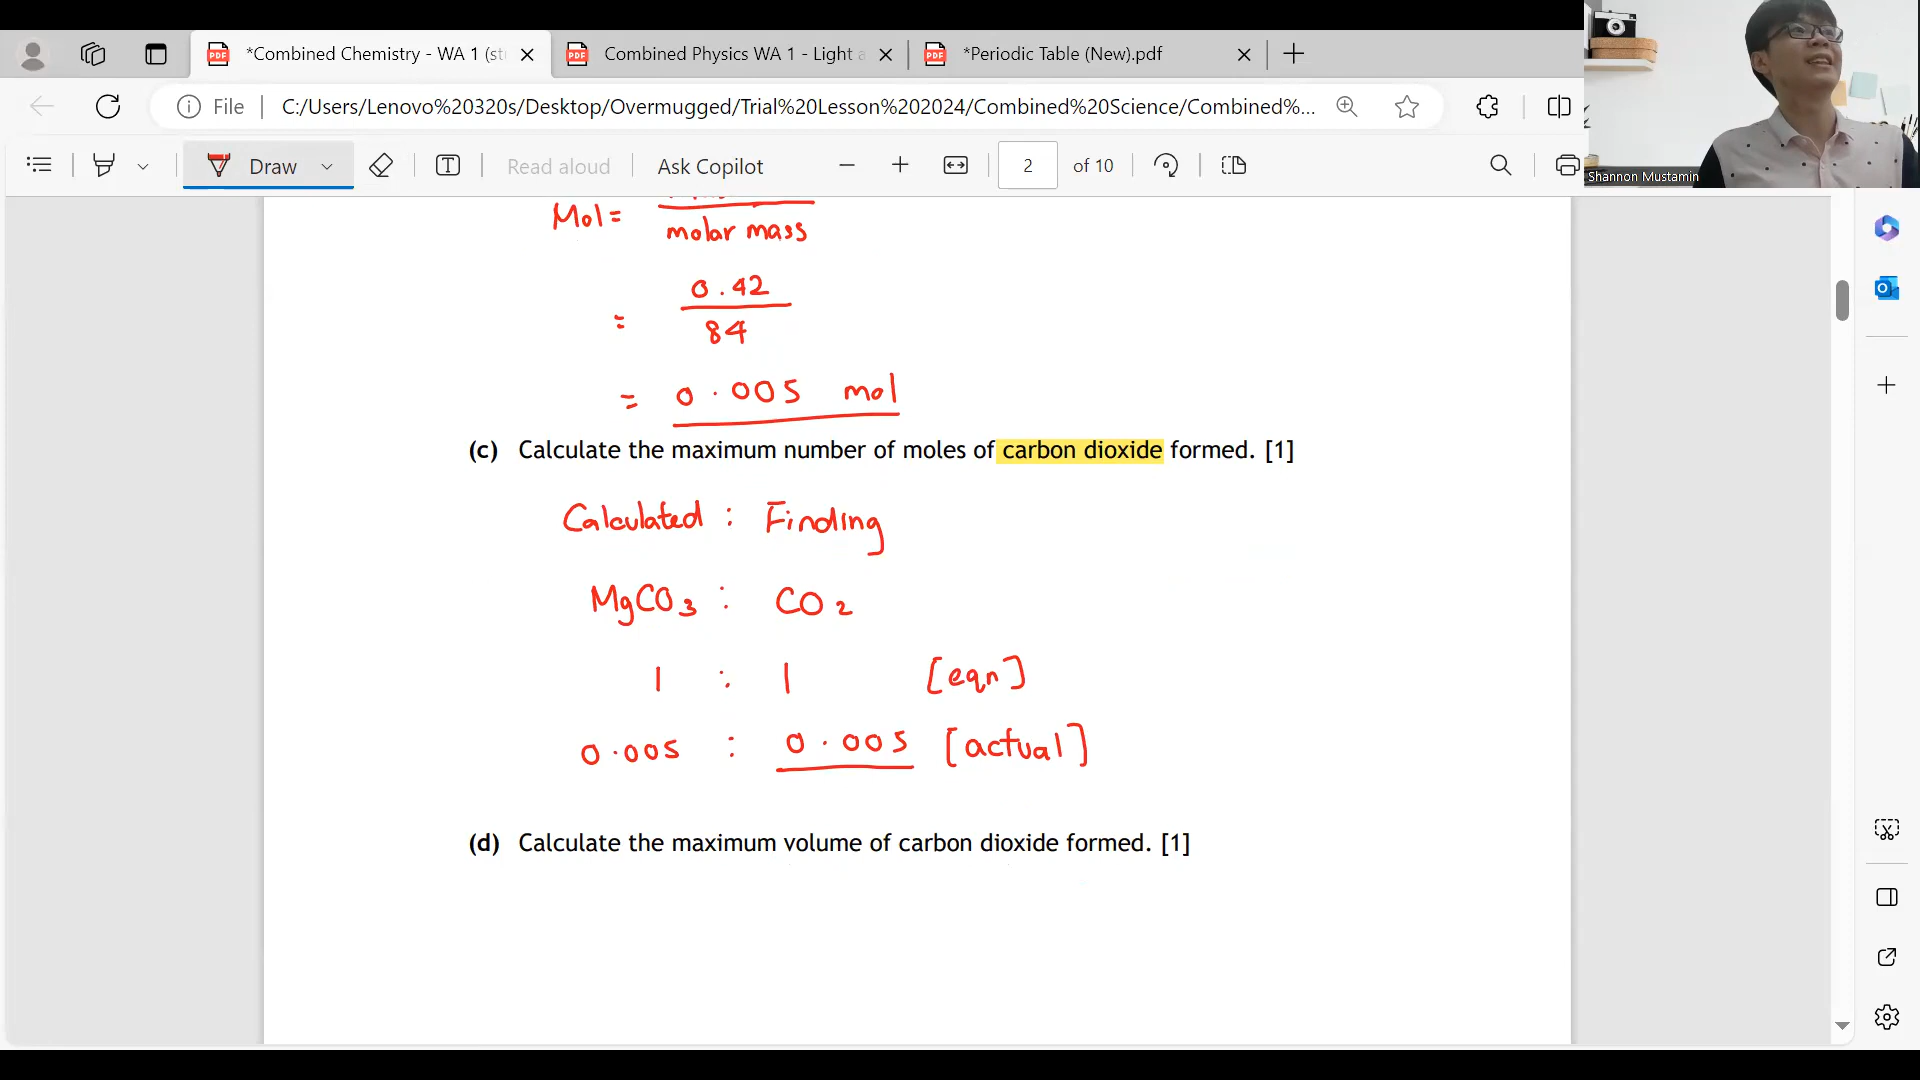 *Combined Chemistry - WA 1 (st
Combined Physics WA 1 - Light a
*Periodic Table (New).pdf
File
C:/Users/Lenovo%20320s/Desktop/Overmugged/Trial%20Lesson%202024/Combined%20Science/Combined%...
Draw
Read aloud
Ask Copilot
2
of 10
Shannon Mustamin
Mol =
molar mass
= 0.42
84
= 0.005 mol
(c) Calculate the maximum number of moles of carbon dioxide formed. [1]
Calculated : Finding
MgCO3 : CO2
1 : 1 [eqn]
0.005 : 0.005 [actual]
(d) Calculate the maximum volume of carbon dioxide formed. [1]